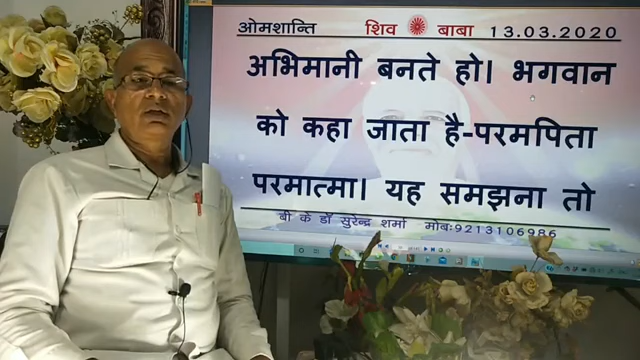 ओमशान्ति शिव बाबा 13.03.2020
अभिमानी बनते हो। भगवान
को कहा जाता है-परमपिता
परमात्मा। यह समझना तो
बी के डॉ सुरेन्द्र शर्मा मोबः9213106986